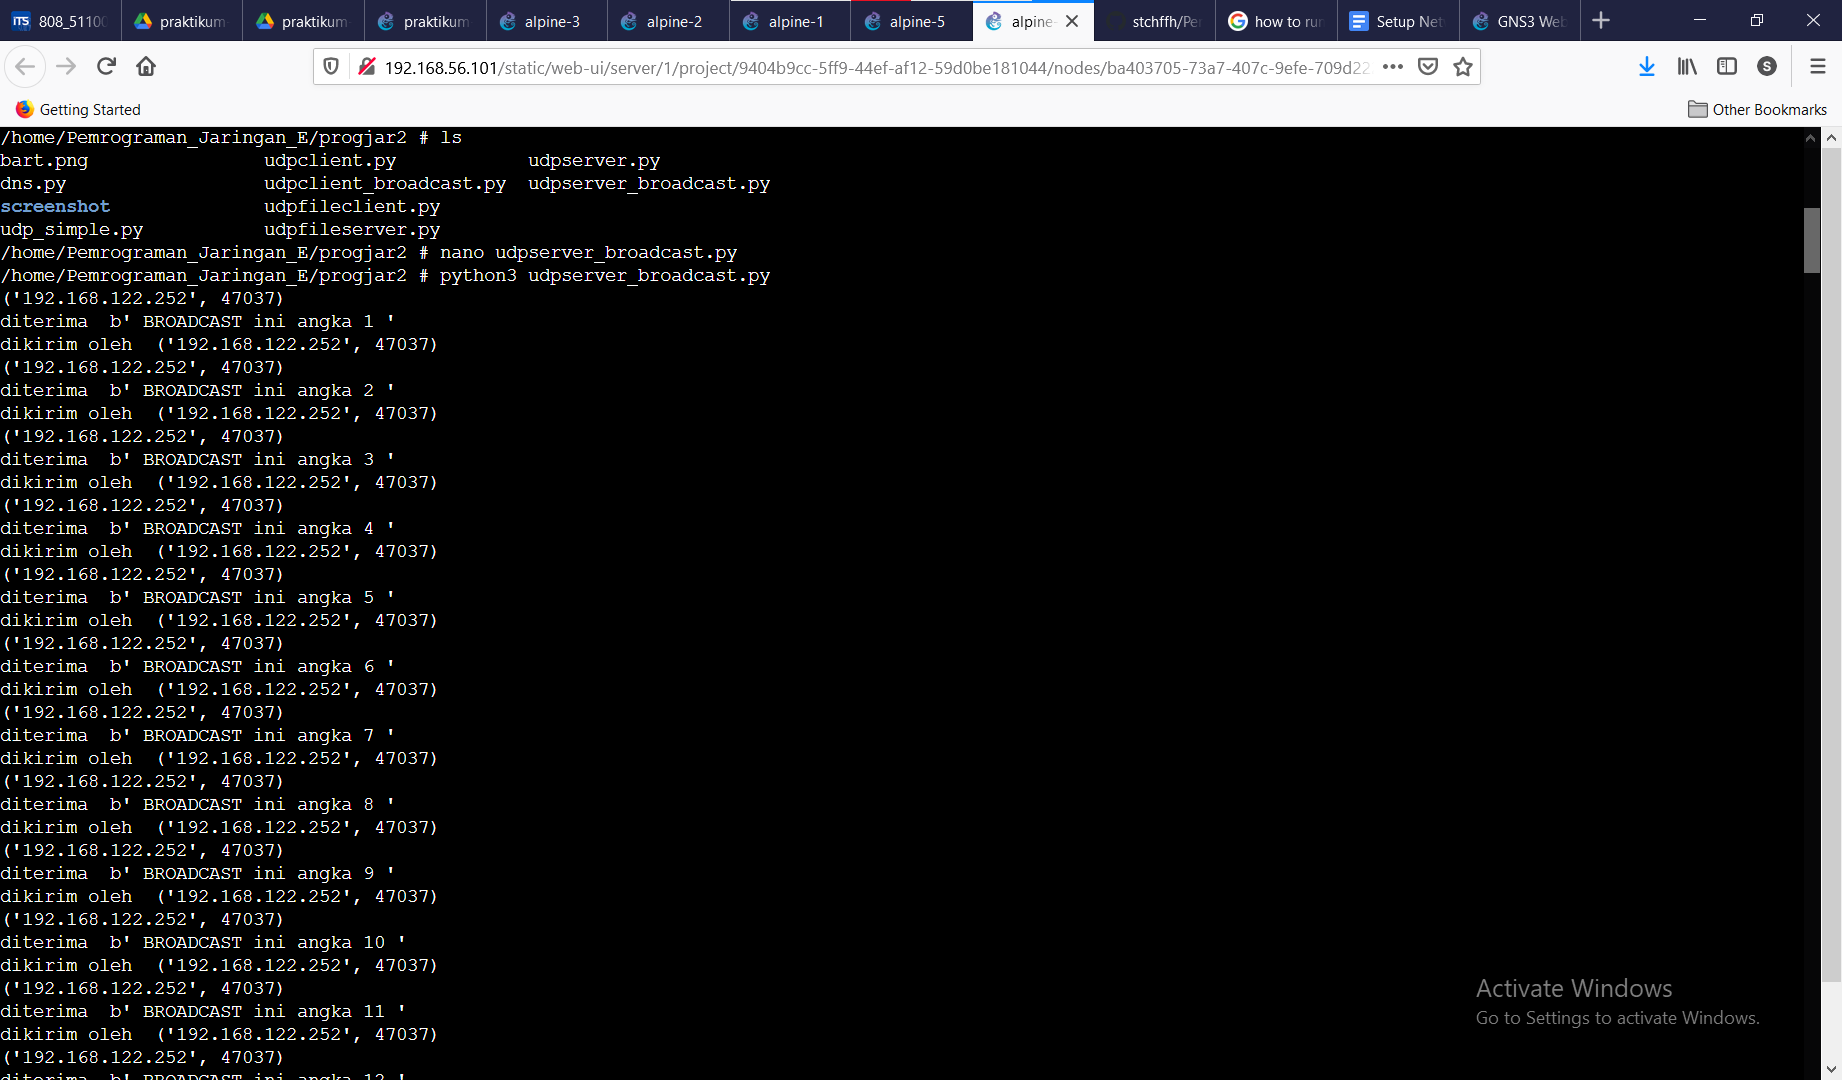 808_5110
praktikum
praktikum
praktikum
alpine-3
alpine-2
alpine-1
alpine-5
alpine-
stchffh/Pe
how to run
Setup Net
GNS3 Web
192.168.56.101/static/web-ui/server/1/project/9404b9cc-5ff9-44ef-af12-59d0be181044/nodes/ba403705-73a7-407c-9efe-709d22
Getting Started
Other Bookmarks
/home/Pemrograman_Jaringan_E/progjar2 # ls
bart.png udpclient.py udpserver.py
dns.py udpclient_broadcast.py udpserver_broadcast.py
screenshot udpfileclient.py
udp_simple.py udpfileserver.py
/home/Pemrograman_Jaringan_E/progjar2 # nano udpserver_broadcast.py
/home/Pemrograman_Jaringan_E/progjar2 # python3 udpserver_broadcast.py
('192.168.122.252', 47037)
diterima  b' BROADCAST ini angka 1 '
dikirim oleh  ('192.168.122.252', 47037)
('192.168.122.252', 47037)
diterima  b' BROADCAST ini angka 2 '
dikirim oleh  ('192.168.122.252', 47037)
('192.168.122.252', 47037)
diterima  b' BROADCAST ini angka 3 '
dikirim oleh  ('192.168.122.252', 47037)
('192.168.122.252', 47037)
diterima  b' BROADCAST ini angka 4 '
dikirim oleh  ('192.168.122.252', 47037)
('192.168.122.252', 47037)
diterima  b' BROADCAST ini angka 5 '
dikirim oleh  ('192.168.122.252', 47037)
('192.168.122.252', 47037)
diterima  b' BROADCAST ini angka 6 '
dikirim oleh  ('192.168.122.252', 47037)
('192.168.122.252', 47037)
diterima  b' BROADCAST ini angka 7 '
dikirim oleh  ('192.168.122.252', 47037)
('192.168.122.252', 47037)
diterima  b' BROADCAST ini angka 8 '
dikirim oleh  ('192.168.122.252', 47037)
('192.168.122.252', 47037)
diterima  b' BROADCAST ini angka 9 '
dikirim oleh  ('192.168.122.252', 47037)
('192.168.122.252', 47037)
diterima  b' BROADCAST ini angka 10 '
dikirim oleh  ('192.168.122.252', 47037)
('192.168.122.252', 47037)
diterima  b' BROADCAST ini angka 11 '
dikirim oleh  ('192.168.122.252', 47037)
('192.168.122.252', 47037)
diterima  b' BROADCAST ini angka 12 '
Activate Windows
Go to Settings to activate Windows.